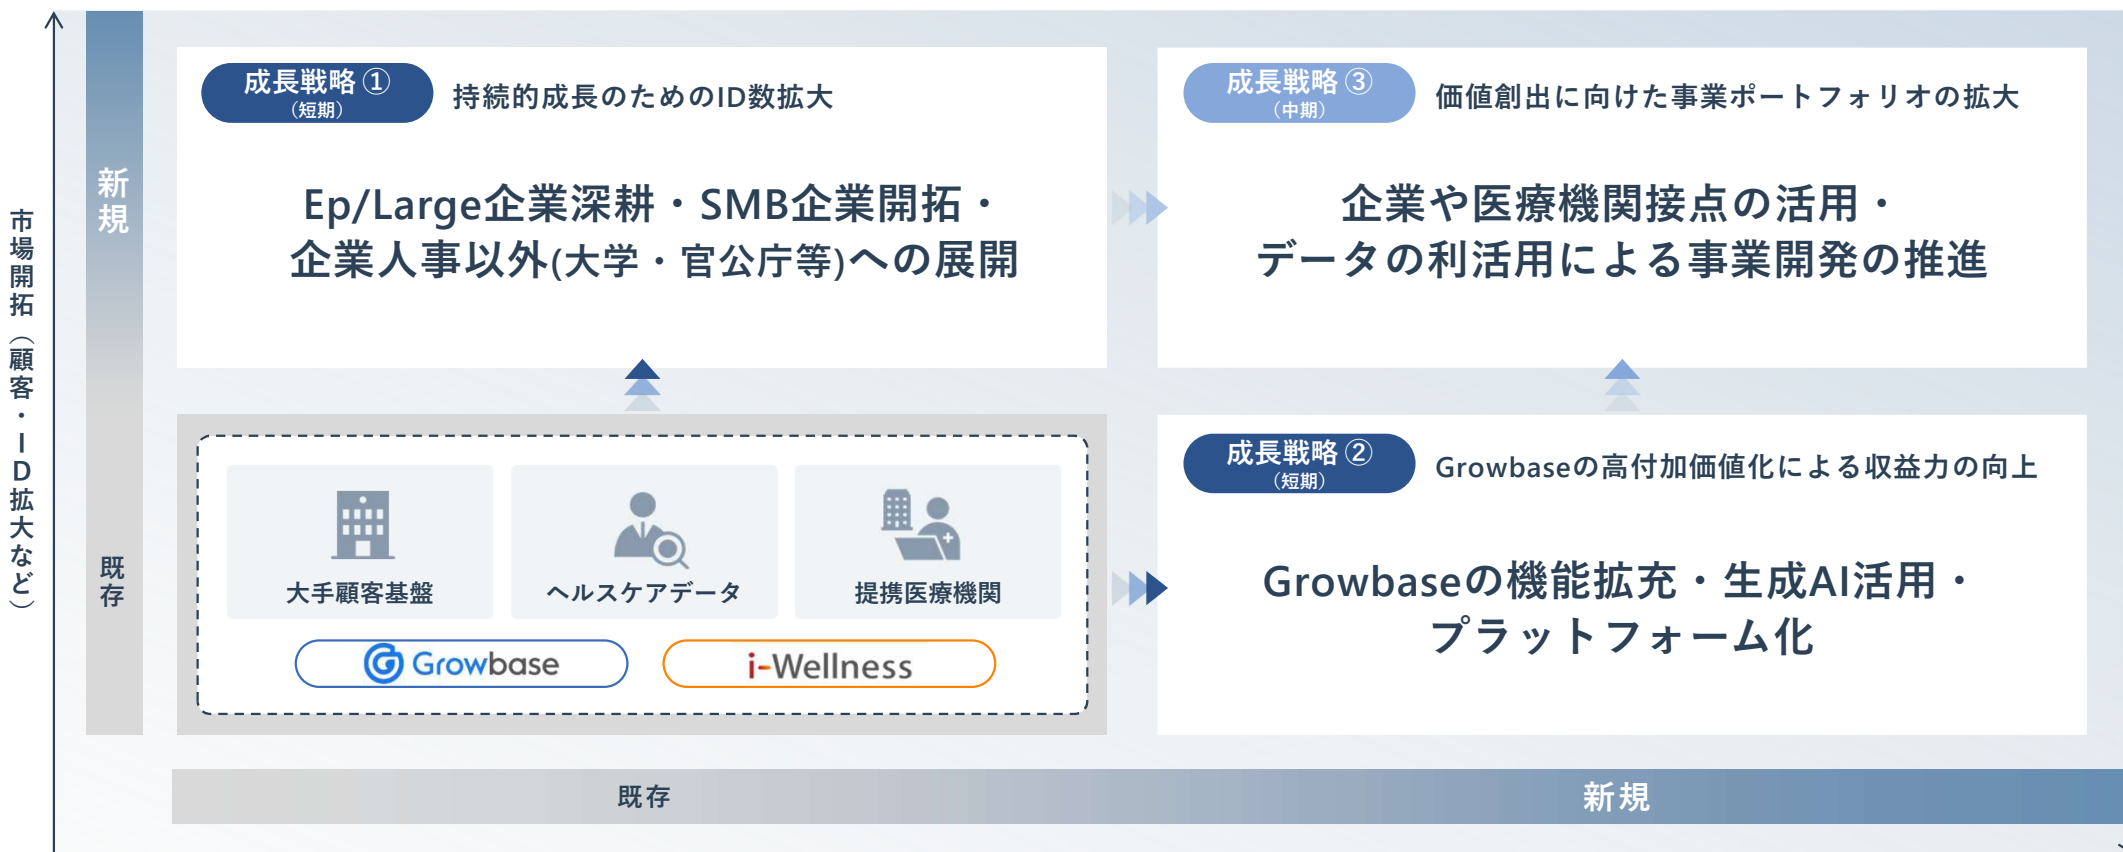 市場開拓（顧客・ID拡大など）
新規
既存
成長戦略①
（短期）
持続的成長のためのID数拡大
Ep/Large企業深耕・SMB企業開拓・
企業人事以外(大学・官公庁等)への展開
成長戦略③
（中期）
価値創出に向けた事業ポートフォリオの拡大
企業や医療機関接点の活用・
データの利活用による事業開発の推進
大手顧客基盤
ヘルスケアデータ
提携医療機関
Growbase
i-Wellness
成長戦略②
（短期）
Growbaseの高付加価値化による収益力の向上
Growbaseの機能拡充・生成AI活用・
プラットフォーム化
既存
新規